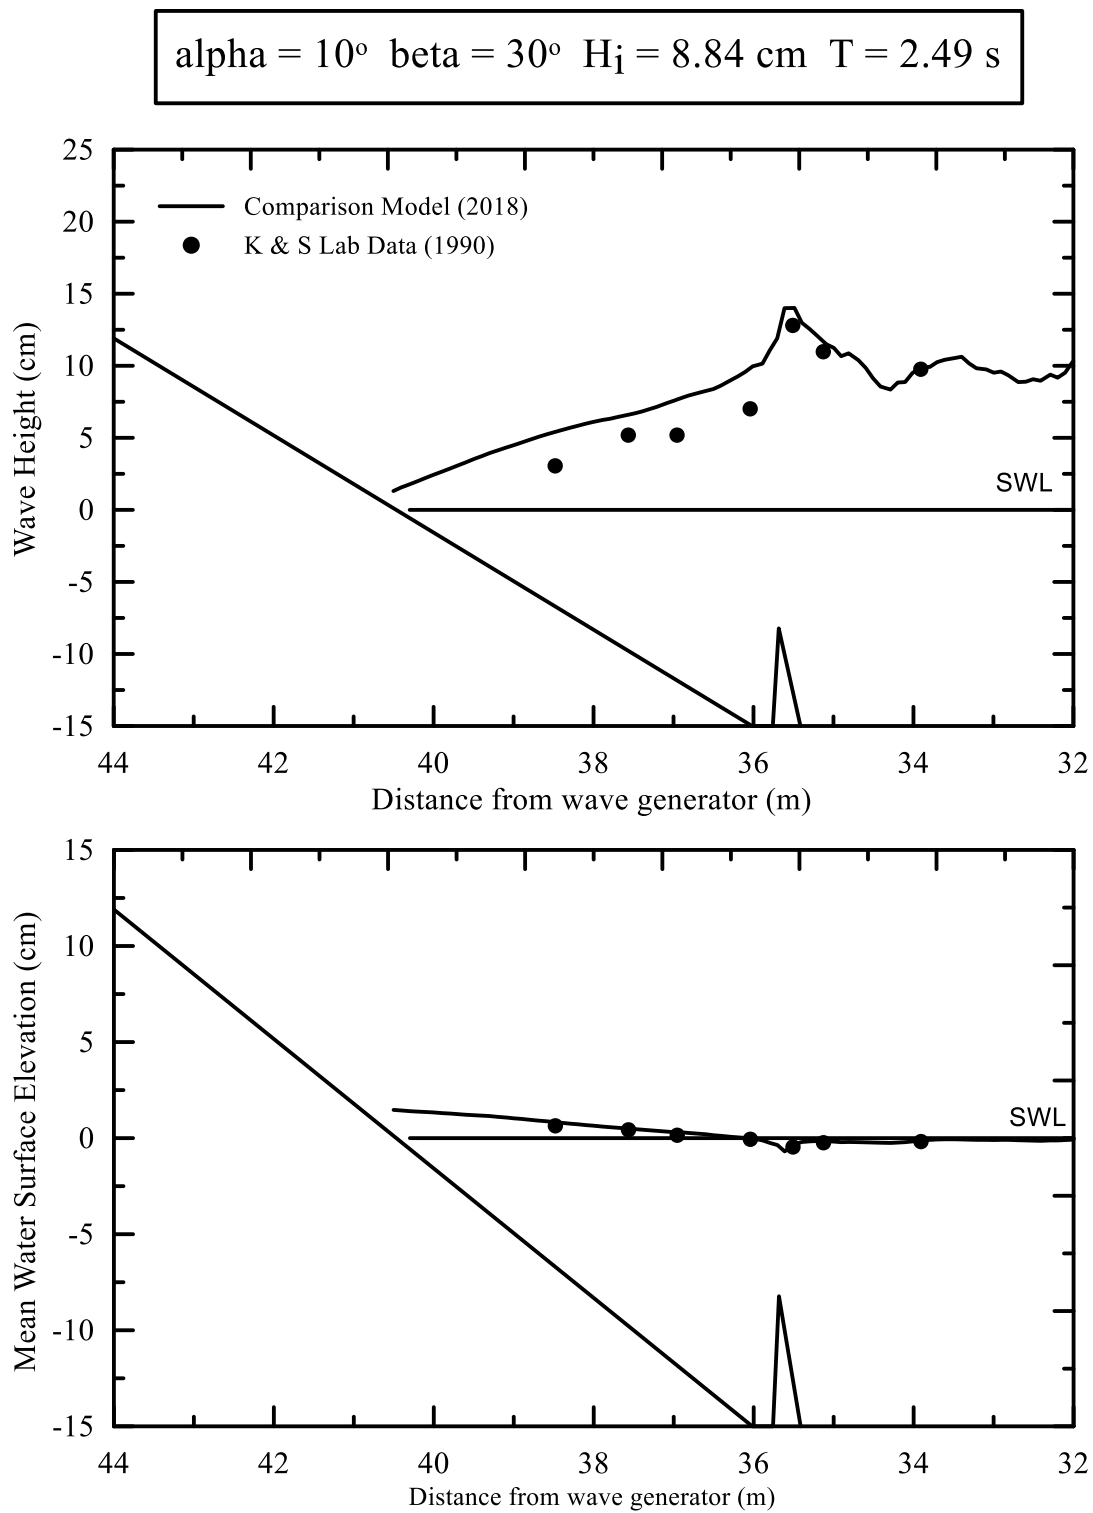 alpha = 10º  beta = 30º  Hi = 8.84 cm  T = 2.49 s
25
20
15
10
5
0
-5
-10
-15
Wave Height (cm)
Comparison Model (2018)
K & S Lab Data (1990)
SWL
44 42 40 38 36 34 32
Distance from wave generator (m)
15
10
5
0
-5
-10
-15
Mean Water Surface Elevation (cm)
SWL
44 42 40 38 36 34 32
Distance from wave generator (m)